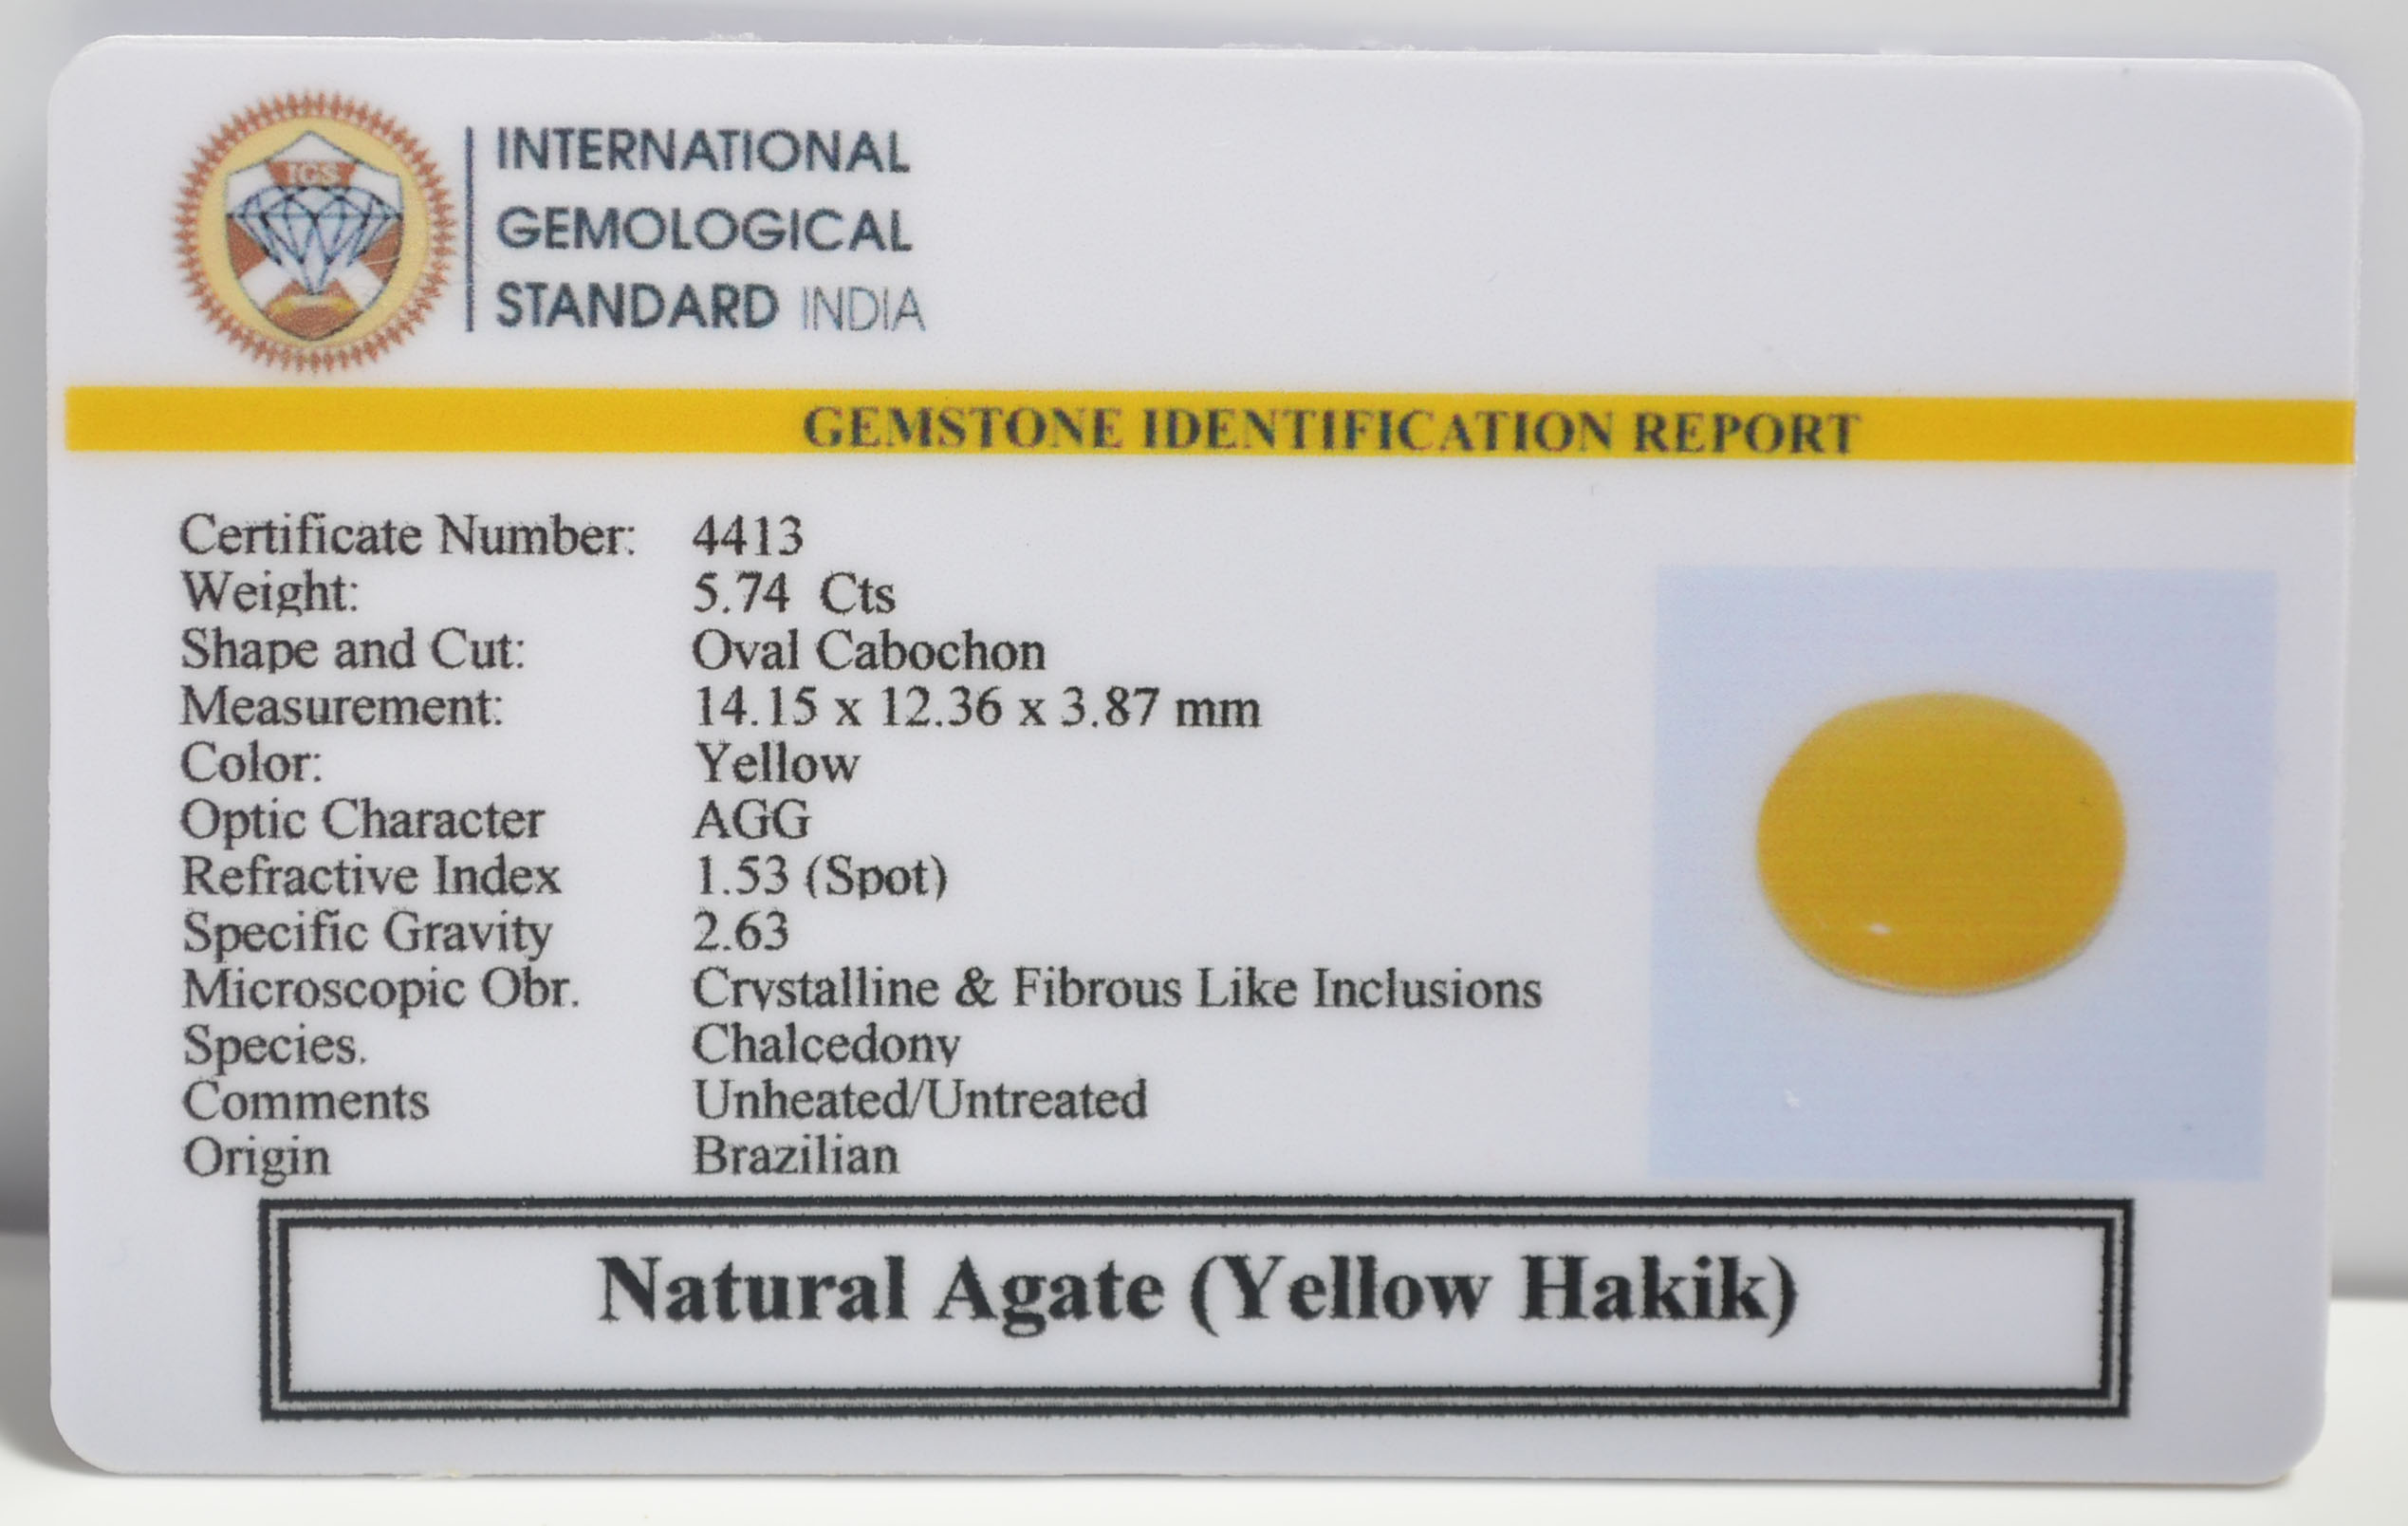 IGS
INTERNATIONAL
GEMOLOGICAL
STANDARD INDIA
GEMSTONE IDENTIFICATION REPORT
Certificate Number: 4413
Weight: 5.74 Cts
Shape and Cut: Oval Cabochon
Measurement: 14.15 x 12.36 x 3.87 mm
Color: Yellow
Optic Character AGG
Refractive Index 1.53 (Spot)
Specific Gravity 2.63
Microscopic Obr. Crystalline & Fibrous Like Inclusions
Species. Chalcedony
Comments Unheated/Untreated
Origin Brazilian
Natural Agate (Yellow Hakik)